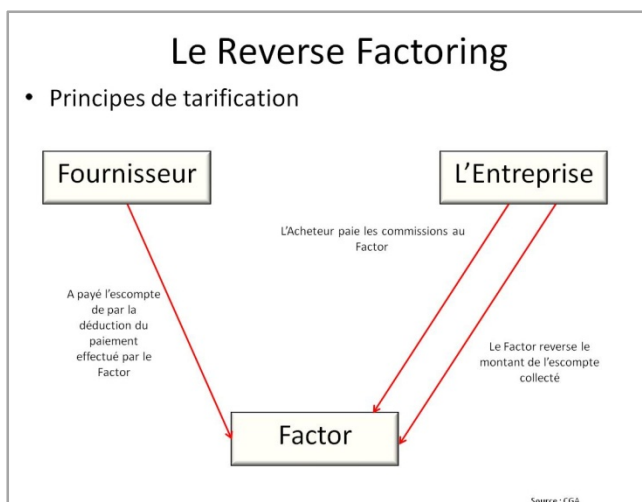 Le Reverse Factoring
• Principes de tarification
Fournisseur
L'Entreprise
L'Acheteur paie les commissions au
Factor
A payé l'escompte
de par la
déduction du
paiement
effectué par le
Factor
Le Factor reverse le
montant de l'escompte
collecté
Factor
Source : CGA